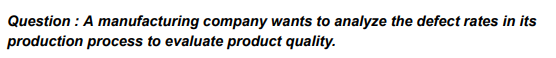 Question : A manufacturing company wants to analyze the defect rates in its
production process to evaluate product quality.